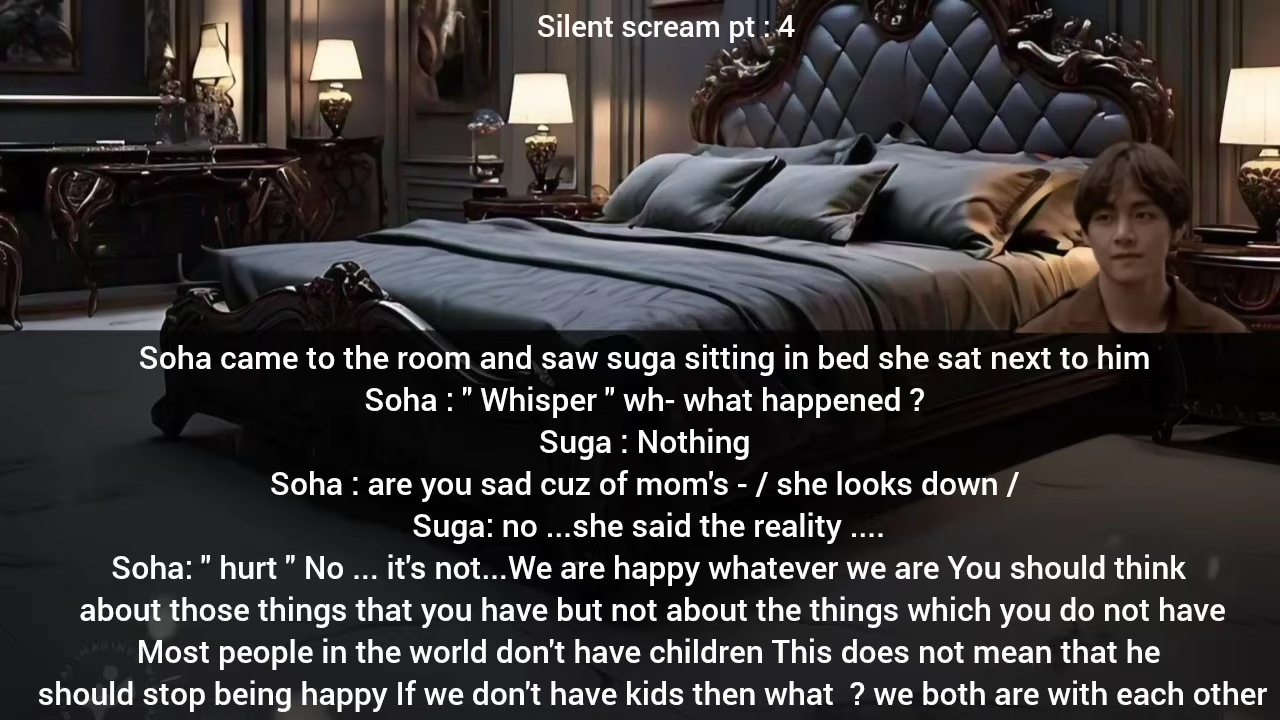 Silent scream pt : 4
Soha came to the room and saw suga sitting in bed she sat next to him
Soha : " Whisper " wh- what happened ?
Suga : Nothing
Soha : are you sad cuz of mom's - / she looks down /
Suga: no ...she said the reality ....
Soha: " hurt " No ... it's not...We are happy whatever we are You should think
about those things that you have but not about the things which you do not have
Most people in the world don't have children This does not mean that he
should stop being happy If we don't have kids then what  ? we both are with each other